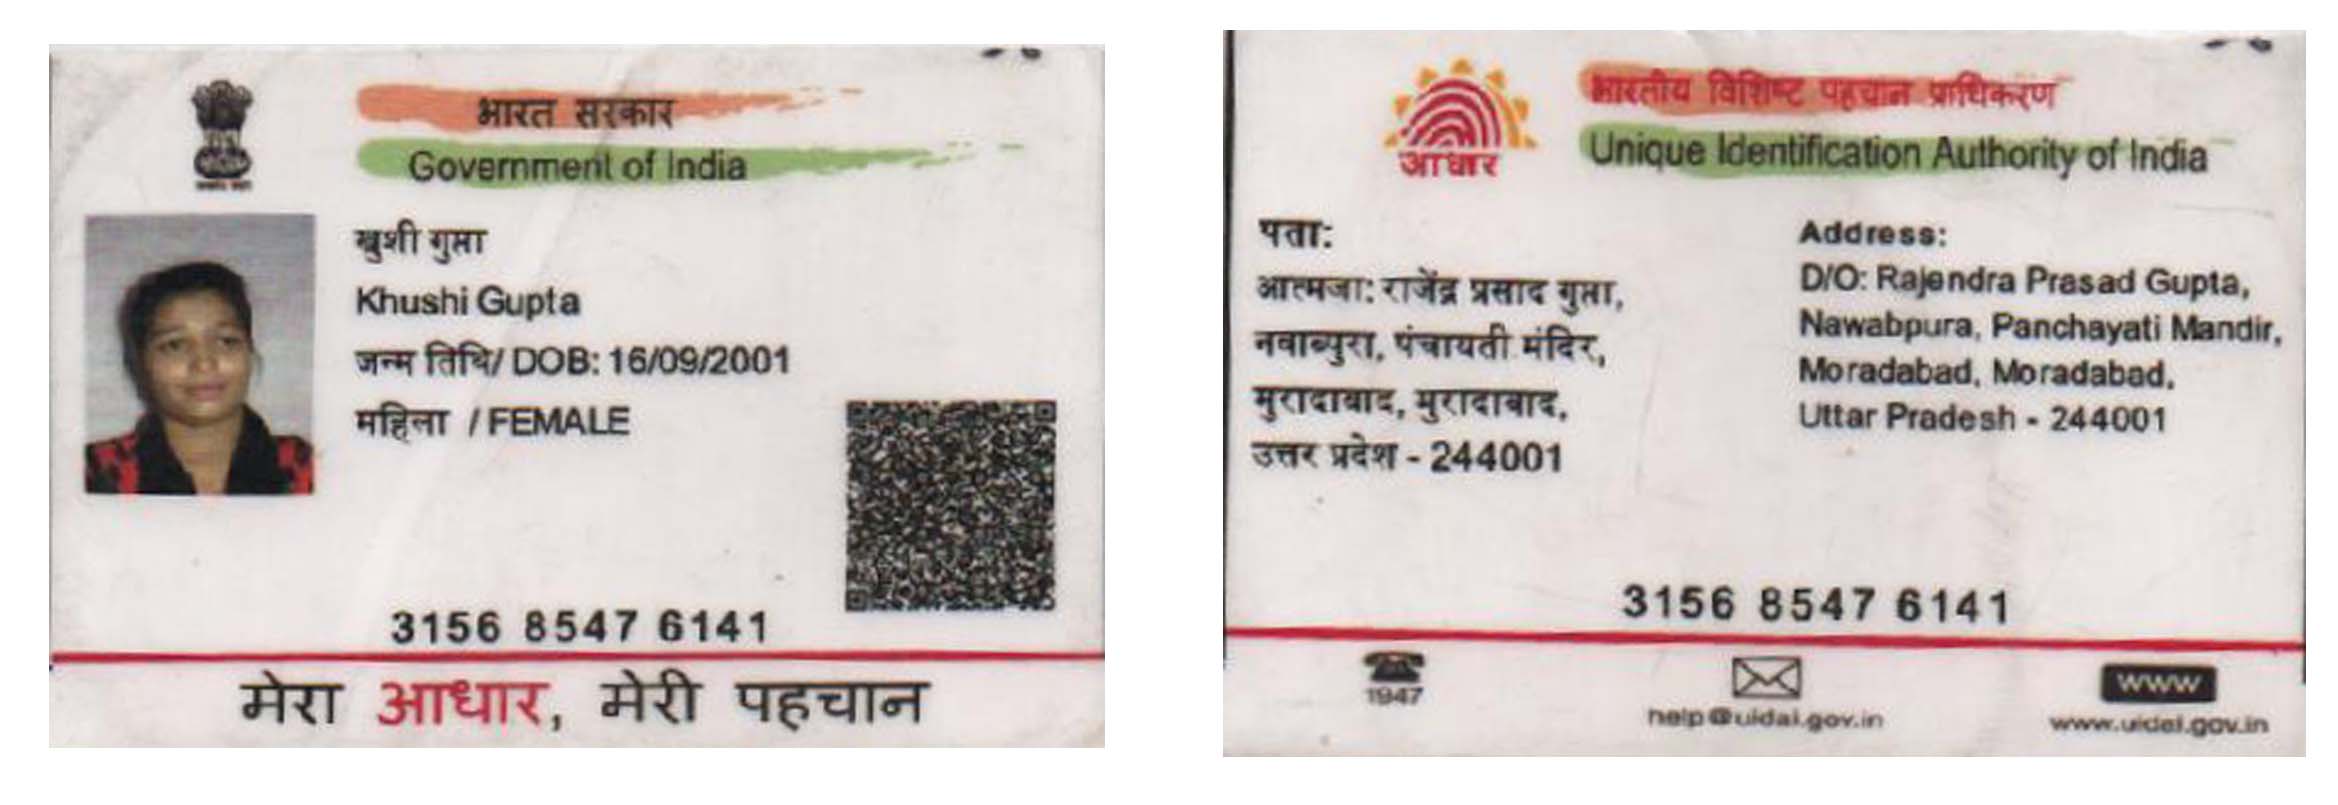 भारत सरकार
Government of India
खुशी गुप्ता
Khushi Gupta
जन्म तिथि/ DOB: 16/09/2001
महिला / FEMALE
3156 8547 6141
मेरा आधार, मेरी पहचान
भारतीय विशिष्ट पहचान प्राधिकरण
Unique Identification Authority of India
आधार
पता:
आत्मजा: राजेंद्र प्रसाद गुप्ता,
नवाबपुरा, पंचायती मंदिर,
मुरादाबाद, मुरादाबाद,
उत्तर प्रदेश - 244001
Address:
D/O: Rajendra Prasad Gupta,
Nawabpura, Panchayati Mandir,
Moradabad, Moradabad,
Uttar Pradesh - 244001
3156 8547 6141
1947
help@uidai.gov.in
WWW
www.uidai.gov.in